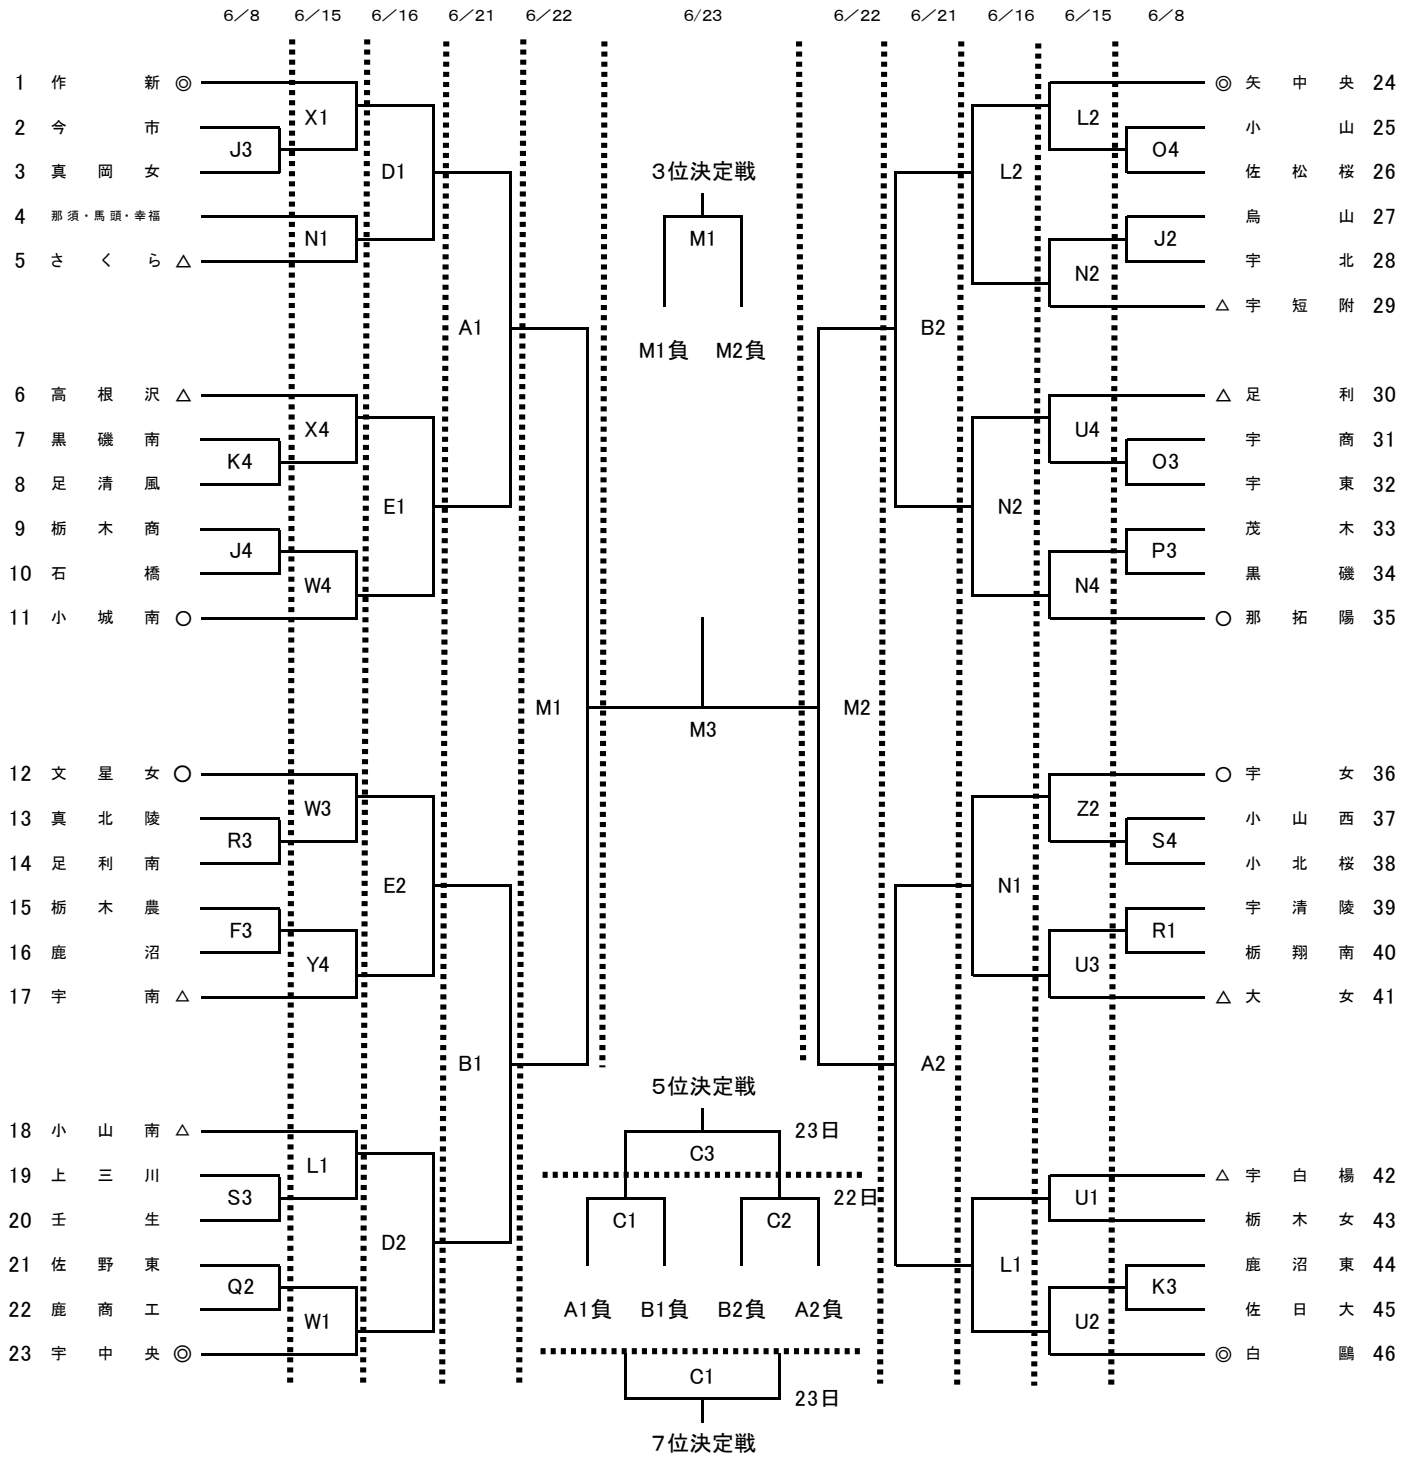 6／8 6／15 6／16 6／21 6／22 6／23 6／22 6／21 6／16 6／15 6／8
1 作新 ◎ ◎ 矢中央 24
X1 L2
2 今市 小山 25
J3 O4
3 真岡女 D1 3位決定戦 L2 佐松桜 26
4 那須・馬頭・幸福 烏山 27
N1 M1 J2
5 さくら △ 宇北 28
N2
△ 宇短附 29
A1 B2
M1負 M2負
6 高根沢 △ △ 足利 30
X4 U4
7 黒磯南 宇商 31
K4 O3
8 足清風 宇東 32
E1 N2
9 栃木商 茂木 33
J4 P3
10 石橋 黒磯 34
W4 N4
11 小城南 ○ ○ 那拓陽 35
M1 M2
M3
12 文星女 ○ ○ 宇女 36
W3 Z2
13 真北陵 小山西 37
R3 S4
14 足利南 小北桜 38
E2 N1
15 栃木農 宇清陵 39
F3 R1
16 鹿沼 栃翔南 40
Y4 U3
17 宇南 △ △ 大女 41
B1 A2
5位決定戦
18 小山南 △ 23日
L1 C3
19 上三川 △ 宇白楊 42
S3 22日 U1
20 壬生 C1 C2 栃木女 43
D2
21 佐野東 L1 鹿沼東 44
Q2 K3
22 鹿商工 A1負 B1負 B2負 A2負 佐日大 45
W1 U2
23 宇中央 ◎ ◎ 白鷗 46
C1
23日
7位決定戦